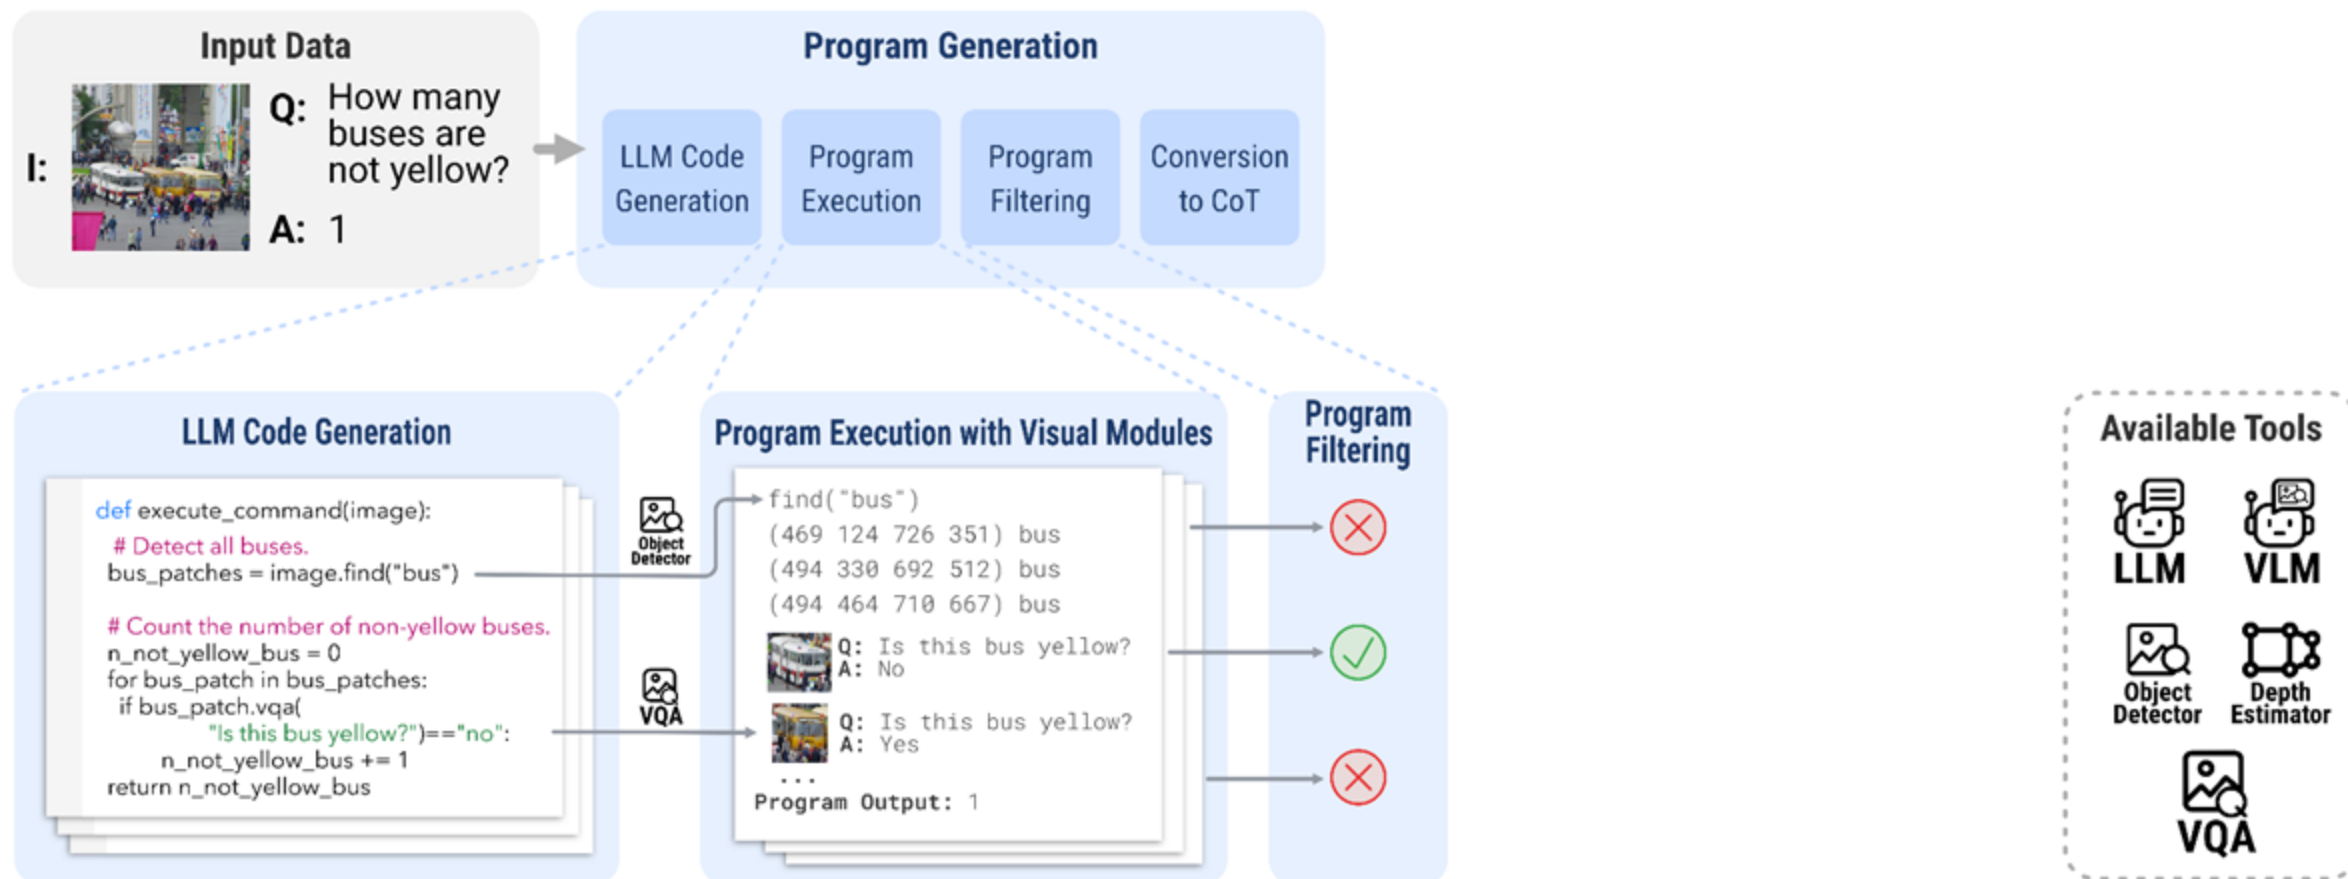 Input Data
I:
Q: How many
buses are
not yellow?
A: 1
Program Generation
LLM Code
Generation
Program
Execution
Program
Filtering
Conversion
to CoT
LLM Code Generation
def execute_command(image):
# Detect all buses.
bus_patches = image.find("bus")
# Count the number of non-yellow buses.
n_not_yellow_bus = 0
for bus_patch in bus_patches:
if bus_patch.vqa(
"Is this bus yellow?")=="no":
n_not_yellow_bus += 1
return n_not_yellow_bus
Object
Detector
VQA
Program Execution with Visual Modules
find("bus")
(469 124 726 351) bus
(494 330 692 512) bus
(494 464 710 667) bus
Q: Is this bus yellow?
A: No
Q: Is this bus yellow?
A: Yes
...
Program Output: 1
Program
Filtering
Available Tools
LLM
VLM
Object
Detector
Depth
Estimator
VQA